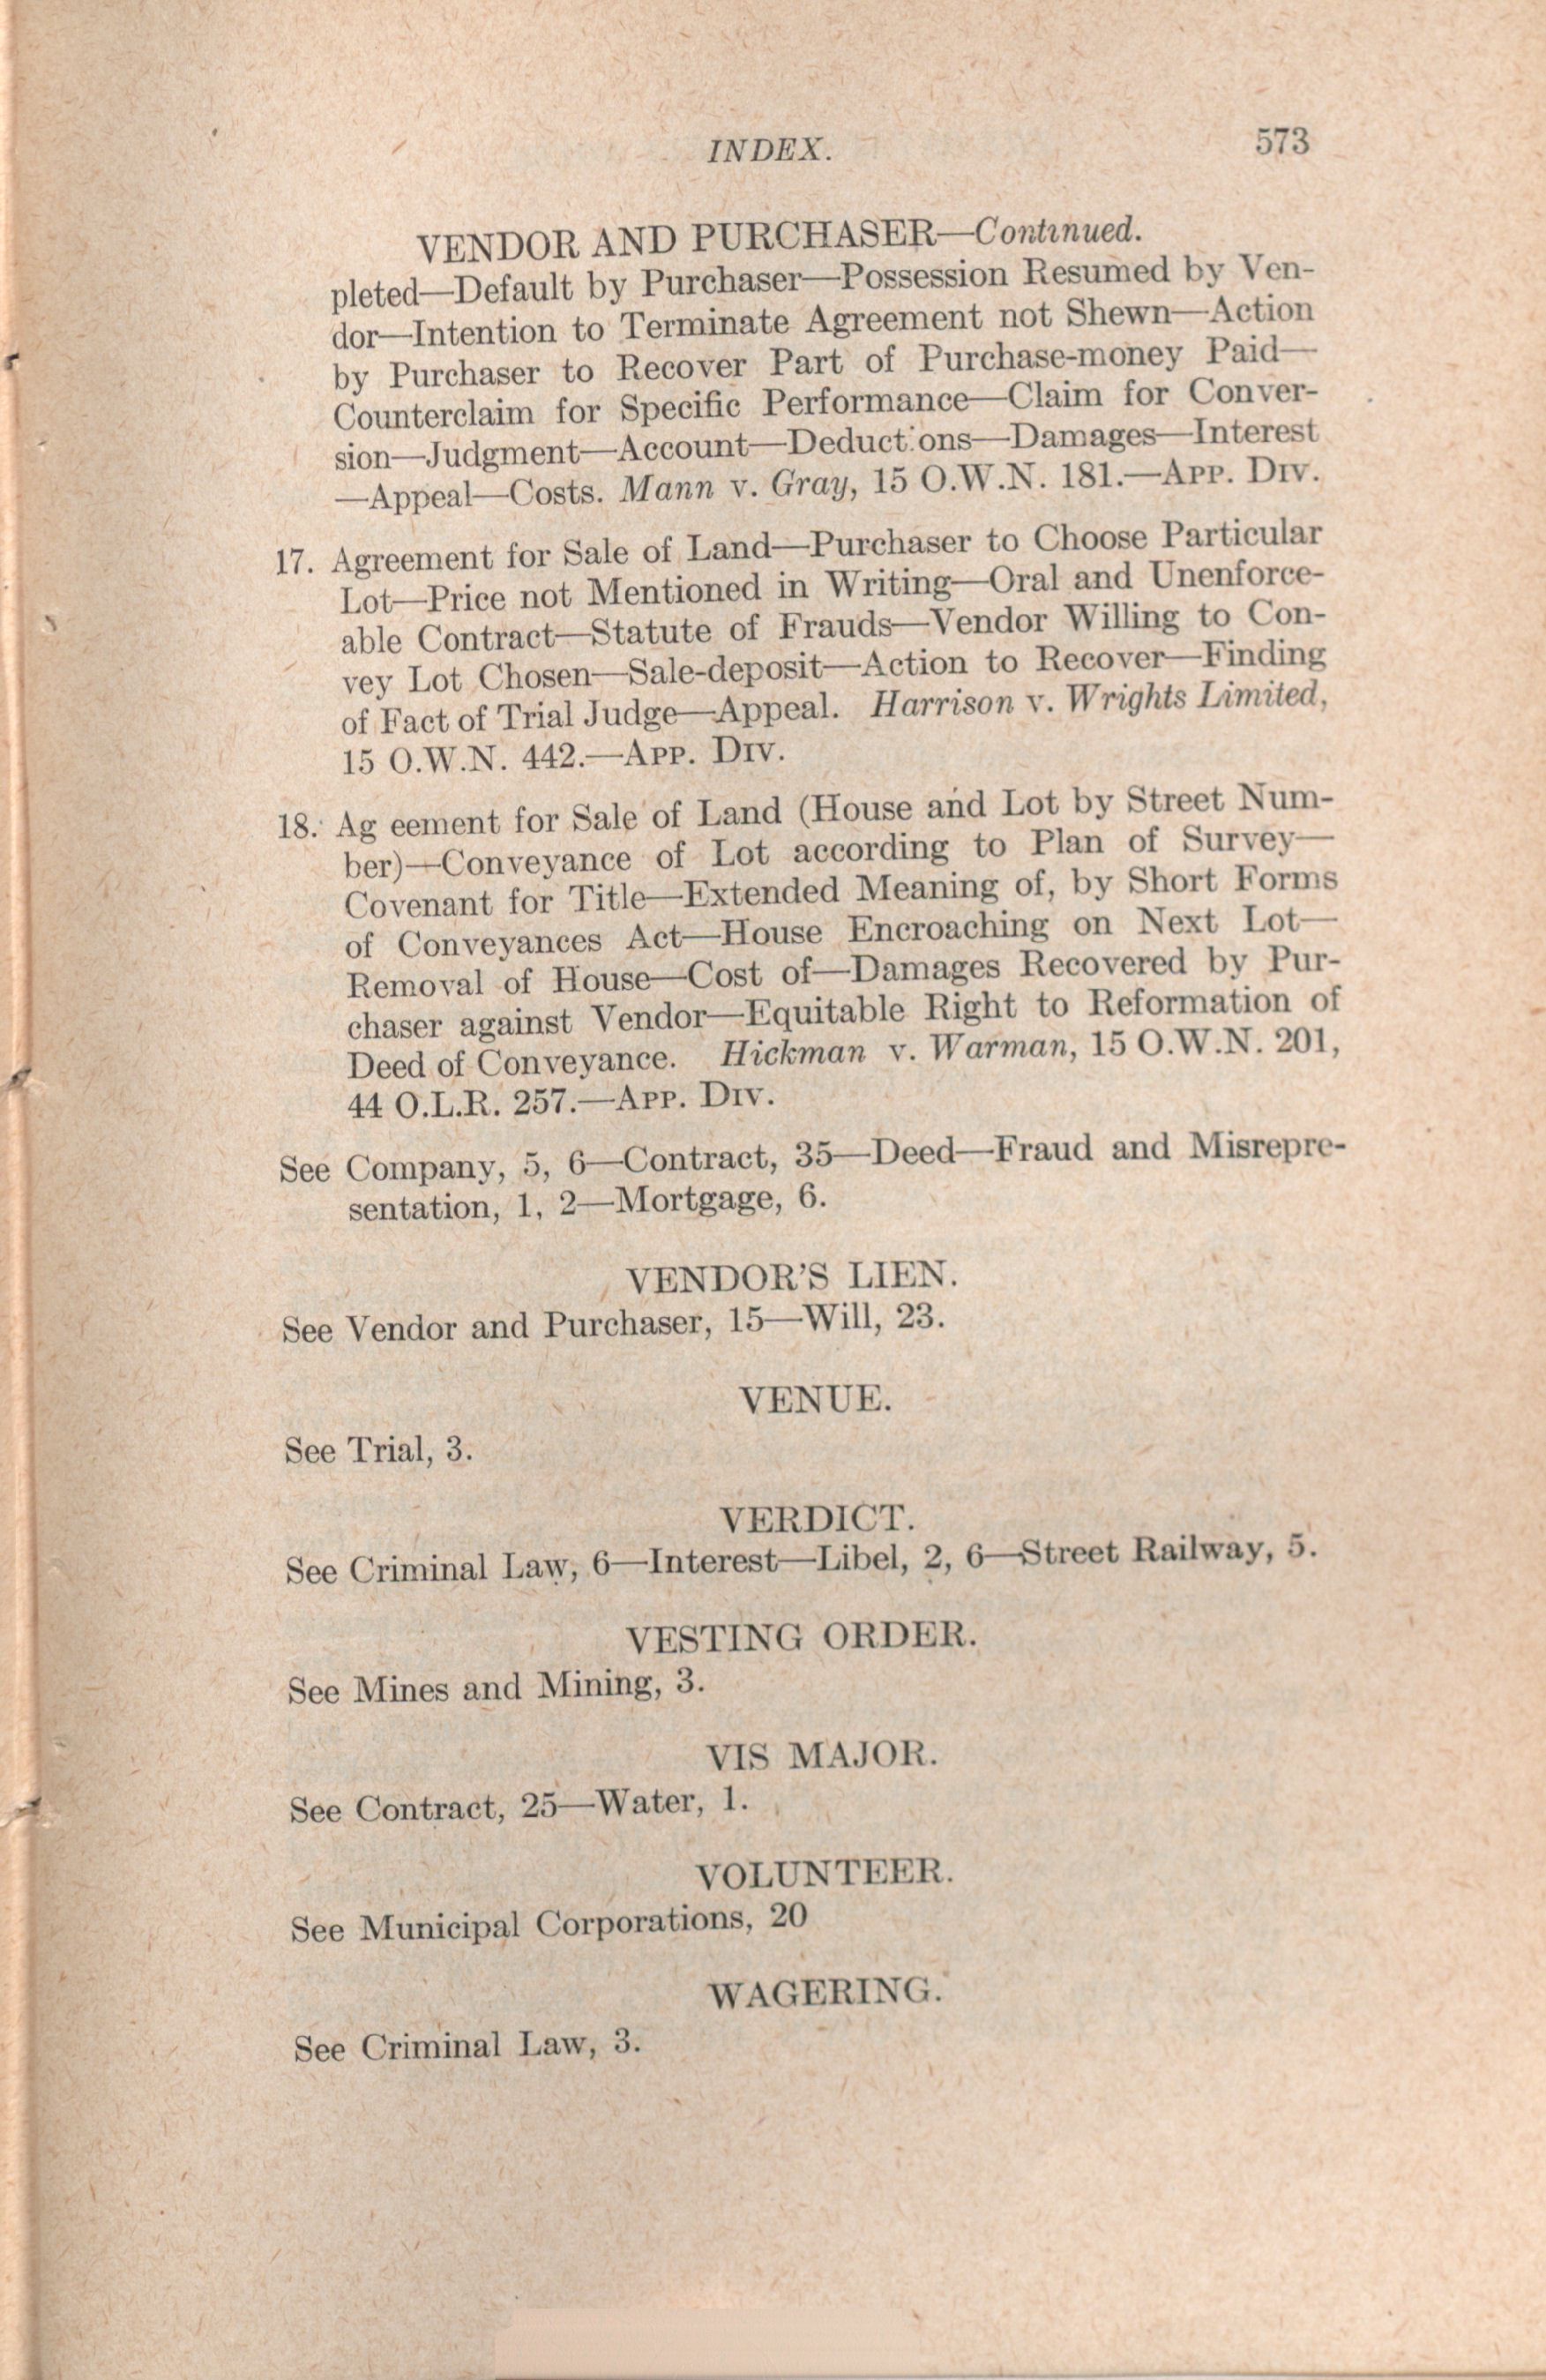 INDEX. 573
VENDOR AND PURCHASER—Continued.
pleted—Default by Purchaser—Possession Resumed by Ven-
dor—Intention to Terminate Agreement not Shewn—Action
by Purchaser to Recover Part of Purchase-money Paid—
Counterclaim for Specific Performance—Claim for Conver-
sion—Judgment—Account—Deductions—Damages—Interest
—Appeal—Costs. Mann v. Gray, 15 O.W.N. 181.—APP. DIV.
17. Agreement for Sale of Land—Purchaser to Choose Particular
Lot—Price not Mentioned in Writing—Oral and Unenforce-
able Contract—Statute of Frauds—Vendor Willing to Con-
vey Lot Chosen—Sale-deposit—Action to Recover—Finding
of Fact of Trial Judge—Appeal. Harrison v. Wrights Limited,
15 O.W.N. 442.—APP. DIV.
18. Ag eement for Sale of Land (House and Lot by Street Num-
ber)—Conveyance of Lot according to Plan of Survey—
Covenant for Title—Extended Meaning of, by Short Forms
of Conveyances Act—House Encroaching on Next Lot—
Removal of House—Cost of—Damages Recovered by Pur-
chaser against Vendor—Equitable Right to Reformation of
Deed of Conveyance. Hickman v. Warman, 15 O.W.N. 201,
44 O.L.R. 257.—APP. DIV.
See Company, 5, 6—Contract, 35—Deed—Fraud and Misrepre-
sentation, 1, 2—Mortgage, 6.
VENDOR'S LIEN.
See Vendor and Purchaser, 15—Will, 23.
VENUE.
See Trial, 3.
VERDICT.
See Criminal Law, 6—Interest—Libel, 2, 6—Street Railway, 5.
VESTING ORDER.
See Mines and Mining, 3.
VIS MAJOR.
See Contract, 25—Water, 1.
VOLUNTEER.
See Municipal Corporations, 20
WAGERING.
See Criminal Law, 3.